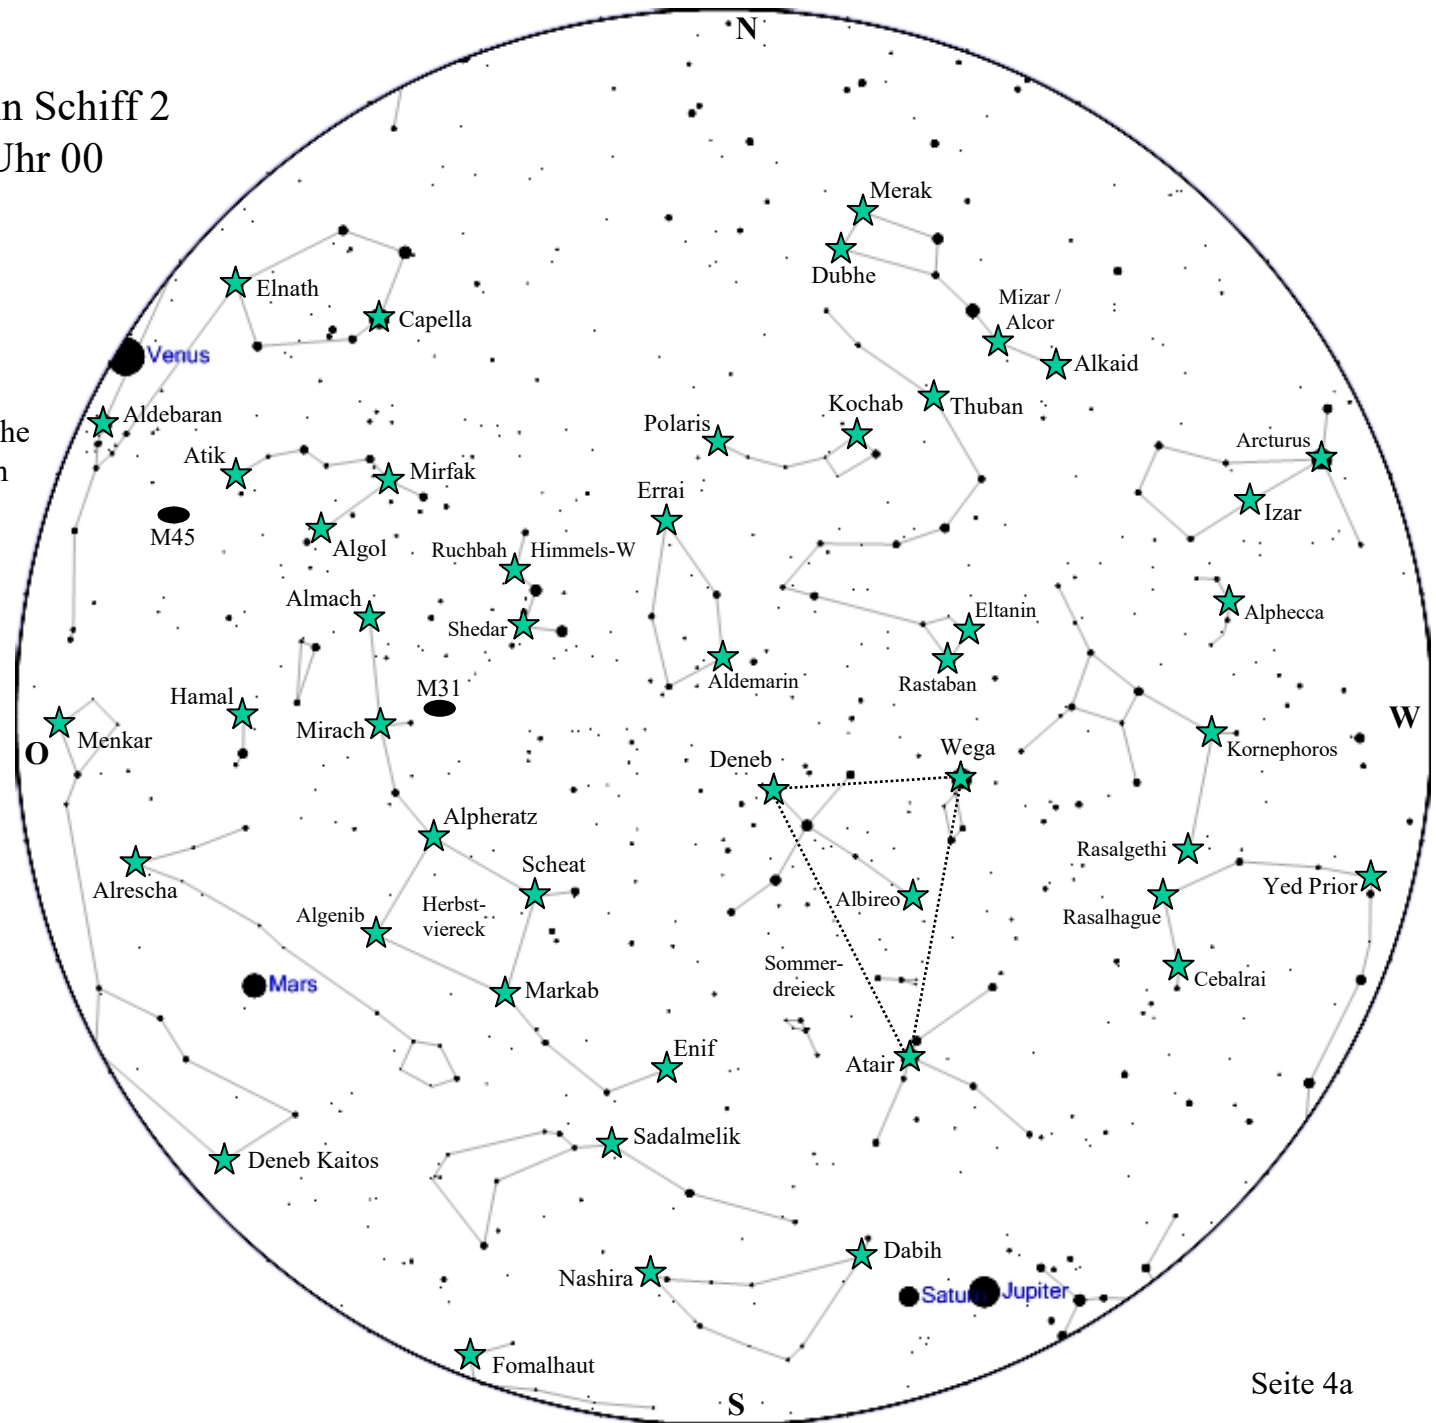 N
n Schiff 2
Uhr 00
Merak
Dubhe
Elnath
Mizar /
Alcor
Capella
Venus
Alkaid
Aldebaran
Kochab
Thuban
Polaris
he
n
Arcturus
Atik
Mirfak
Errai
Izar
M45
Algol
Ruchbah
Himmels-W
Almach
Eltanin
Alphecca
Shedar
Aldemarin
Rastaban
Hamal
M31
Mirach
W
Menkar
O
Kornephoros
Deneb
Wega
Alpheratz
Rasalgethi
Scheat
Alrescha
Yed Prior
Albireo
Herbst-
viereck
Algenib
Rasalhague
Sommer-
dreieck
Mars
Markab
Cebalrai
Enif
Atair
Sadalmelik
Deneb Kaitos
Dabih
Nashira
Saturn
Jupiter
Fomalhaut
Seite 4a
S